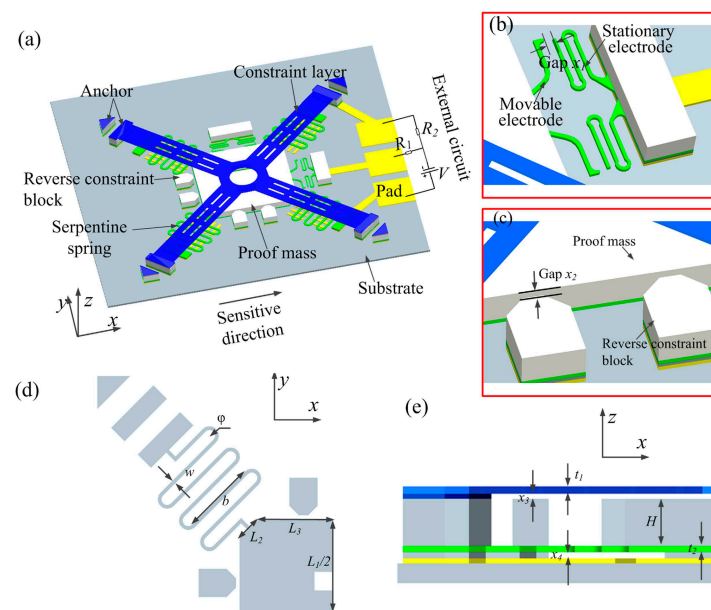 (a)
Anchor
Constraint layer
External circuit
R2
R1
V
Reverse constraint
block
Pad
Serpentine
spring
Proof mass
Substrate
y
z
x
Sensitive
direction
(b)
Stationary
electrode
Gap x1
Movable
electrode
(c)
Proof mass
Gap x2
Reverse constraint
block
(d)
y
x
φ
w
b
L2
L3
L1/2
(e)
z
x
t1
x3
H
x4
t2